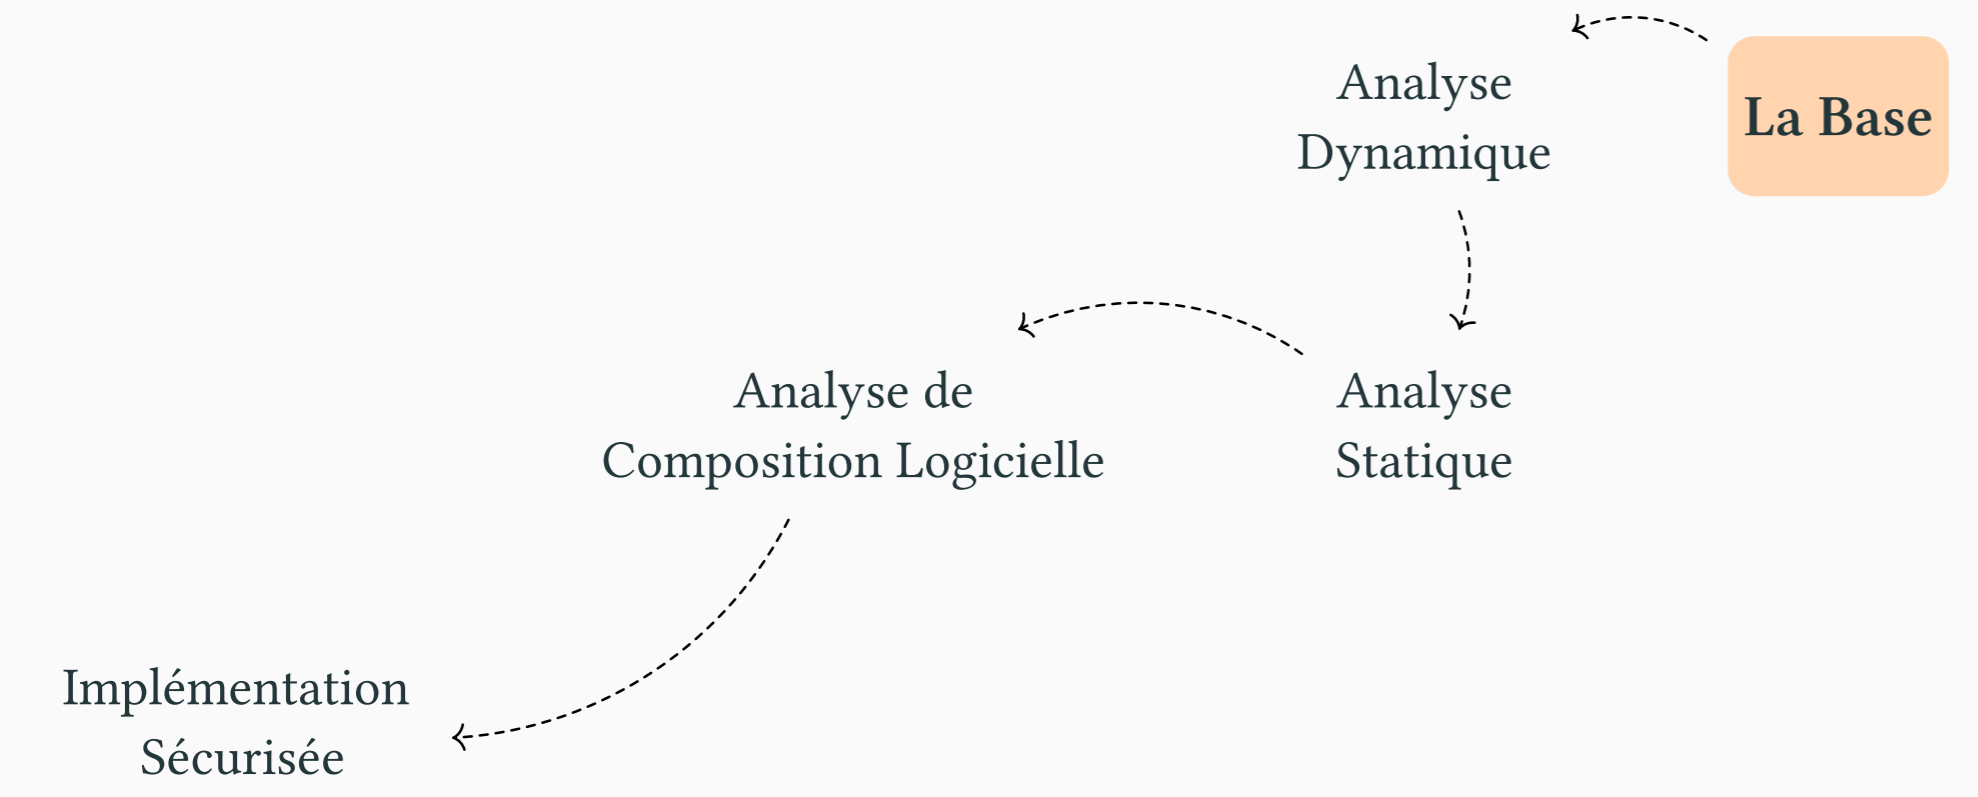 Analyse
Dynamique
La Base
Analyse de
Composition Logicielle
Analyse
Statique
Implémentation
Sécurisée